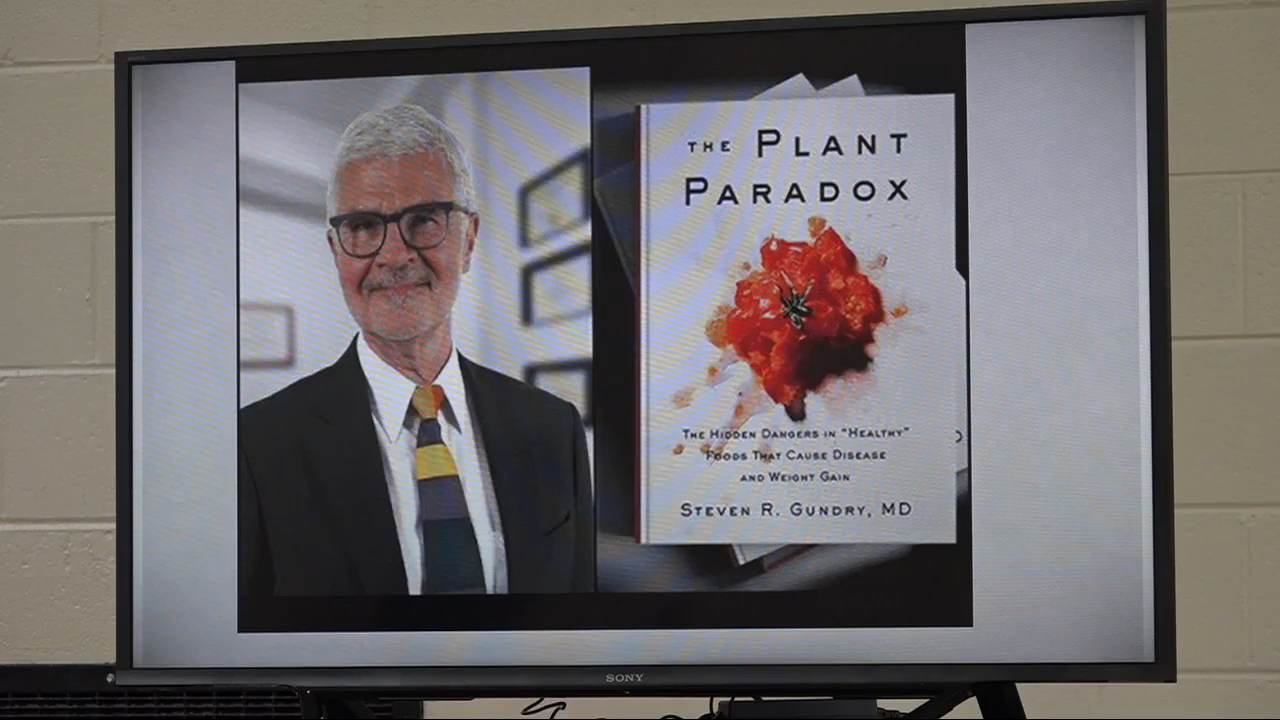 THE PLANT
PARADOX
THE HIDDEN DANGERS IN "HEALTHY"
FOODS THAT CAUSE DISEASE
AND WEIGHT GAIN
STEVEN R. GUNDRY, MD
SONY